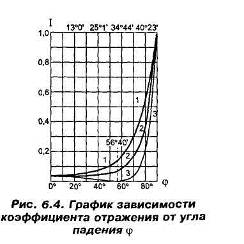 I 13°0' 25°1' 34°44' 40°23'
1,0
0,8
0,6
0,4
1
2
3
56°40'
0,2
1
2
3
0° 20° 40° 60° 80° φ
Рис. 6.4. График зависимости
коэффициента отражения от угла
падения φ